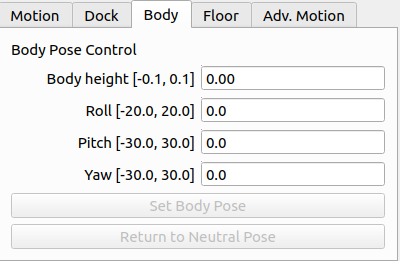 Motion Dock Body Floor Adv. Motion
Body Pose Control
Body height [-0.1, 0.1] 0.00
Roll [-20.0, 20.0] 0.0
Pitch [-30.0, 30.0] 0.0
Yaw [-30.0, 30.0] 0.0
Set Body Pose
Return to Neutral Pose